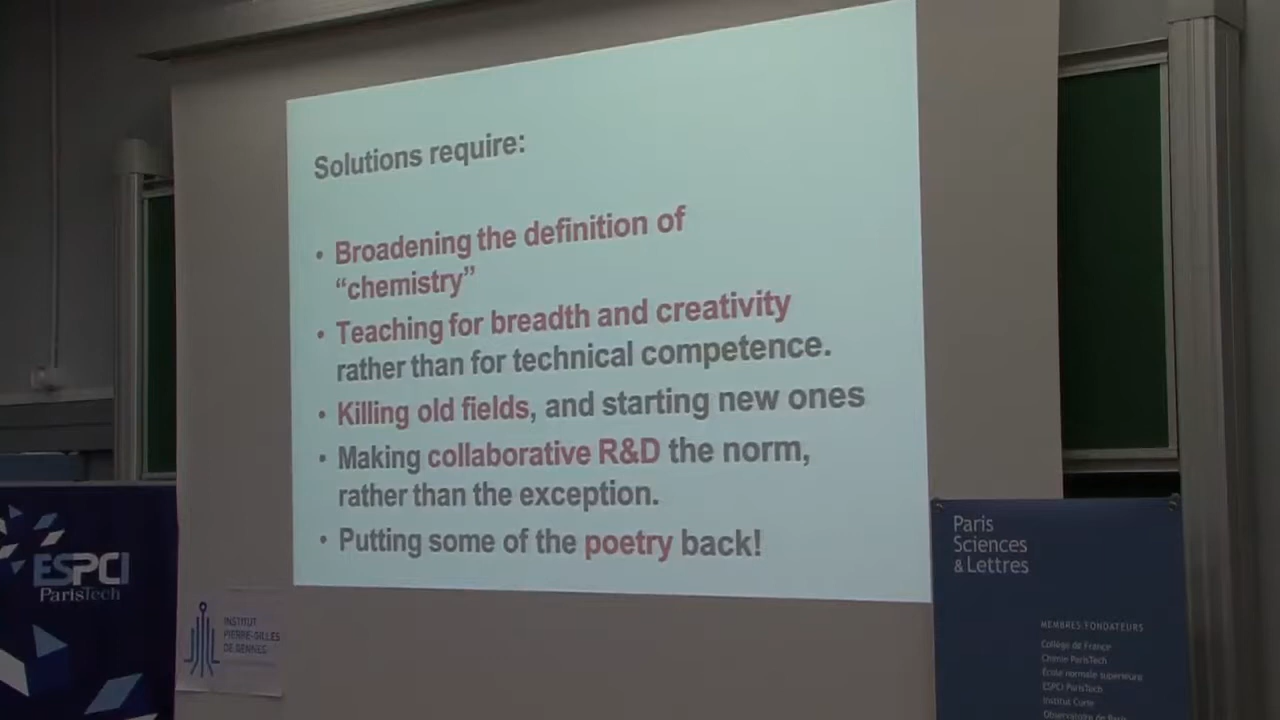 Solutions require:
• Broadening the definition of
“chemistry”
• Teaching for breadth and creativity
rather than for technical competence.
• Killing old fields, and starting new ones
• Making collaborative R&D the norm,
rather than the exception.
• Putting some of the poetry back!
ESPCI
ParisTech
INSTITUT
PIERRE-GILLES
DE GENNES
Paris
Sciences
& Lettres
MEMBRES FONDATEURS
Collège de France
Chimie ParisTech
École normale supérieure
ESPCI ParisTech
Institut Curie
Observatoire de Paris